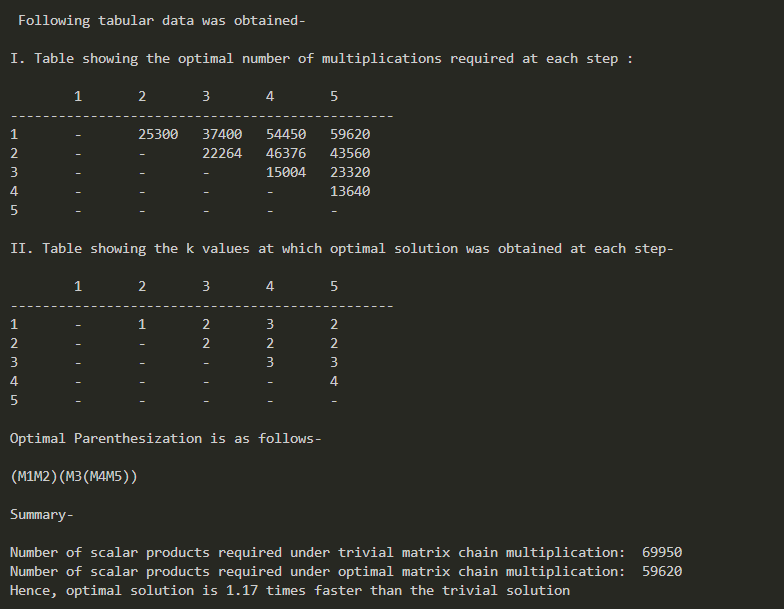 Following tabular data was obtained-
I. Table showing the optimal number of multiplications required at each step :
1 2 3 4 5
------------------------------------------------
1 - 25300 37400 54450 59620
2 - - 22264 46376 43560
3 - - - 15004 23320
4 - - - - 13640
5 - - - - -
II. Table showing the k values at which optimal solution was obtained at each step-
1 2 3 4 5
------------------------------------------------
1 - 1 2 3 2
2 - - 2 2 2
3 - - - 3 3
4 - - - - 4
5 - - - - -
Optimal Parenthesization is as follows-
(M1M2)(M3(M4M5))
Summary-
Number of scalar products required under trivial matrix chain multiplication: 69950
Number of scalar products required under optimal matrix chain multiplication: 59620
Hence, optimal solution is 1.17 times faster than the trivial solution